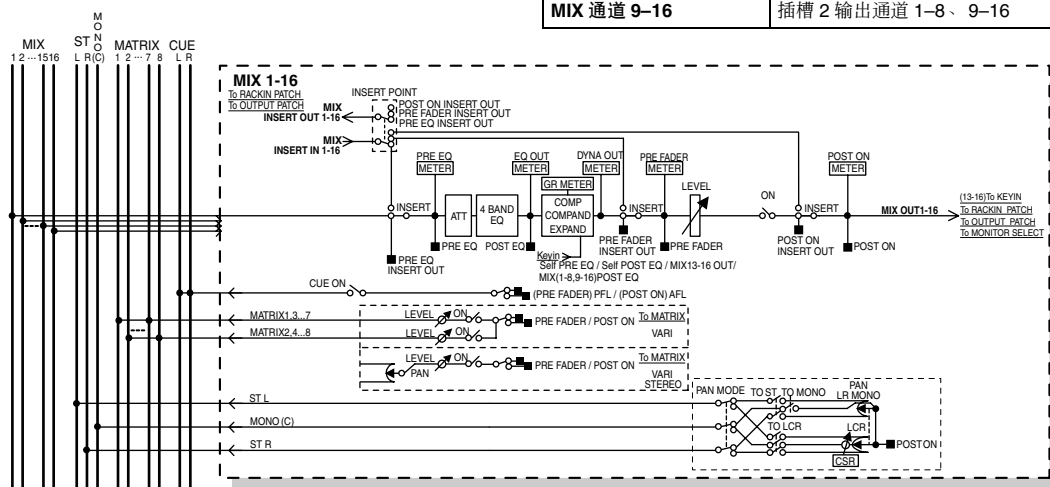 MIX 通道 9–16 插槽 2 输出通道 1–8、 9–16
MIX ST MONO(C) MATRIX CUE
1 2 ···1516 L R 1 2 ··· 7 8 L R
MIX 1-16
To RACKIN PATCH
To OUTPUT PATCH
MIX
INSERT OUT 1-16
MIX
INSERT IN 1-16
INSERT POINT
POST ON INSERT OUT
PRE FADER INSERT OUT
PRE EQ INSERT OUT
PRE EQ
METER
EQ OUT
METER
DYNA OUT
METER
PRE FADER
METER
POST ON
METER
GR METER
LEVEL
ON
INSERT
ATT
4 BAND
EQ
COMP
COMPAND
EXPAND
INSERT
INSERT
MIX OUT1-16
(13-16)To KEYIN
To RACKIN PATCH
To OUTPUT PATCH
To MONITOR SELECT
PRE EQ
INSERT OUT
PRE EQ
POST EQ
PRE FADER
INSERT OUT
PRE FADER
POST ON
INSERT OUT
POST ON
Keyin
Self PRE EQ / Self POST EQ / MIX13-16 OUT/
MIX(1-8,9-16)POST EQ
CUE ON
(PRE FADER) PFL / (POST ON) AFL
MATRIX1,3...7
LEVEL ON
PRE FADER / POST ON
To MATRIX
MATRIX2,4...8
LEVEL ON
VARI
LEVEL ON
PAN
PRE FADER / POST ON
To MATRIX
VARI
STEREO
ST L
MONO (C)
ST R
PAN MODE TO ST TO MONO PAN
LR MONO
TO LCR LCR
POST ON
CSR